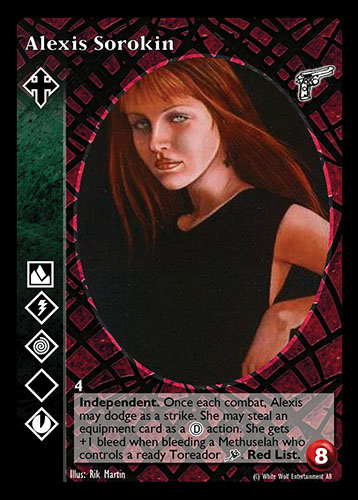 Alexis Sorokin
4
Independent. Once each combat, Alexis
may dodge as a strike. She may steal an
equipment card as a D action. She gets
+1 bleed when bleeding a Methuselah who
controls a ready Toreador. Red List.
8
Illus: Rik Martin
(C) White Wolf Entertainment AB